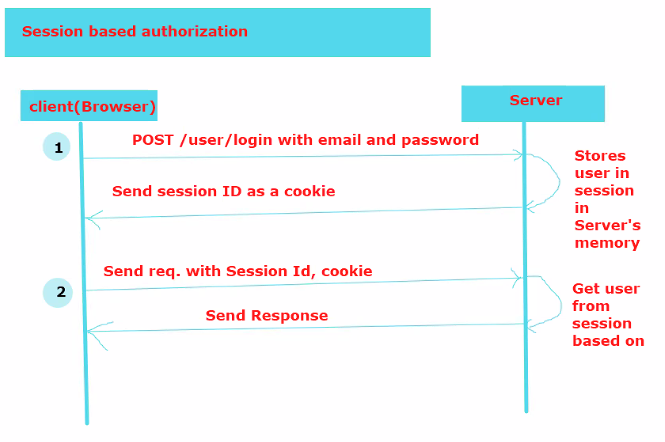 Session based authorization
client(Browser)
Server
1
POST /user/login with email and password
Stores
user in
session
in
Server's
memory
Send session ID as a cookie
Send req. with Session Id, cookie
2
Get user
from
session
based on
Send Response